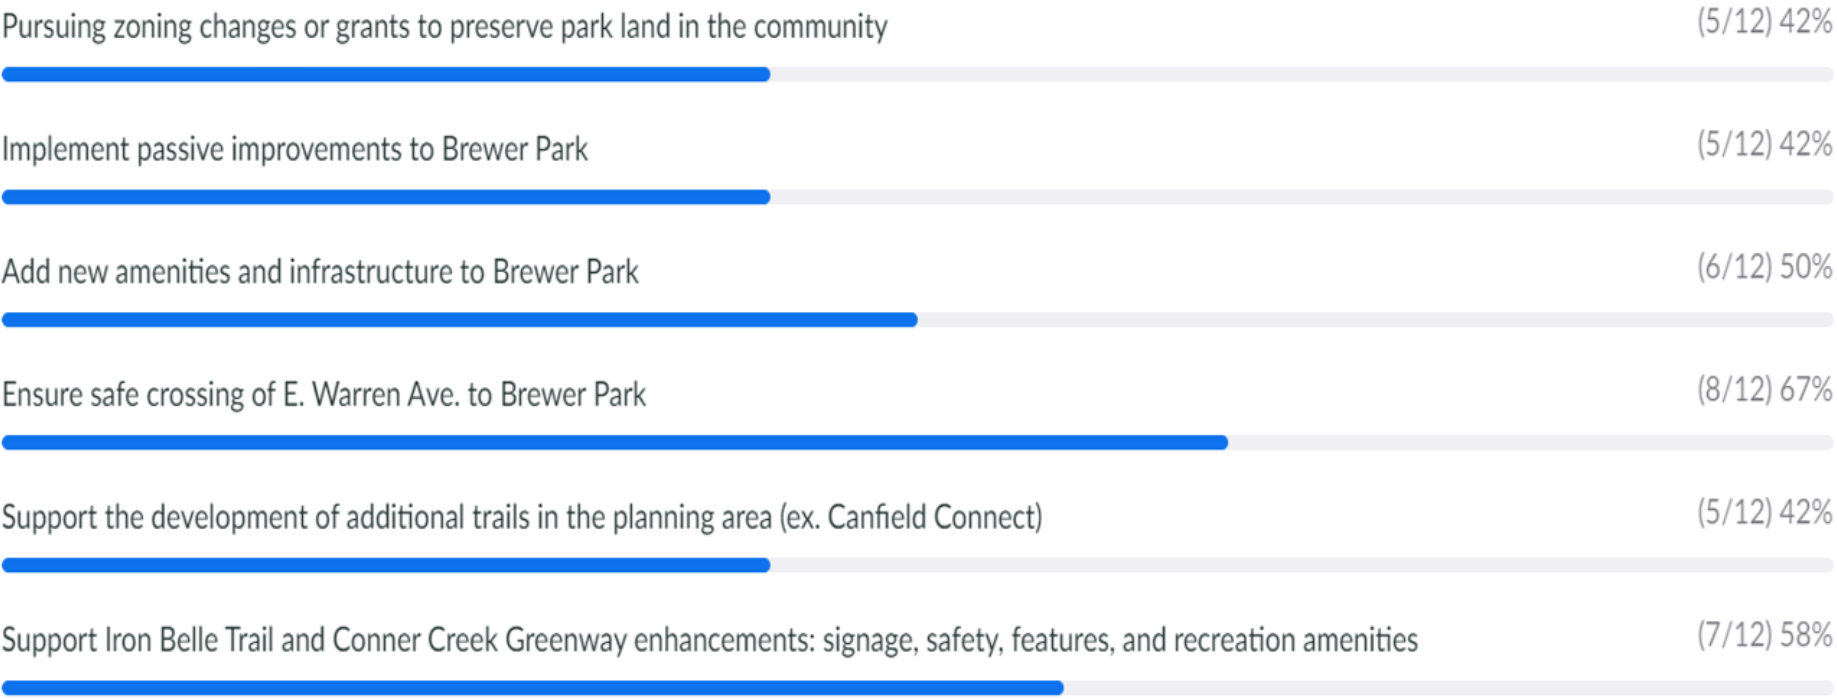 Pursuing zoning changes or grants to preserve park land in the community (5/12) 42%
Implement passive improvements to Brewer Park (5/12) 42%
Add new amenities and infrastructure to Brewer Park (6/12) 50%
Ensure safe crossing of E. Warren Ave. to Brewer Park (8/12) 67%
Support the development of additional trails in the planning area (ex. Canfield Connect) (5/12) 42%
Support Iron Belle Trail and Conner Creek Greenway enhancements: signage, safety, features, and recreation amenities (7/12) 58%